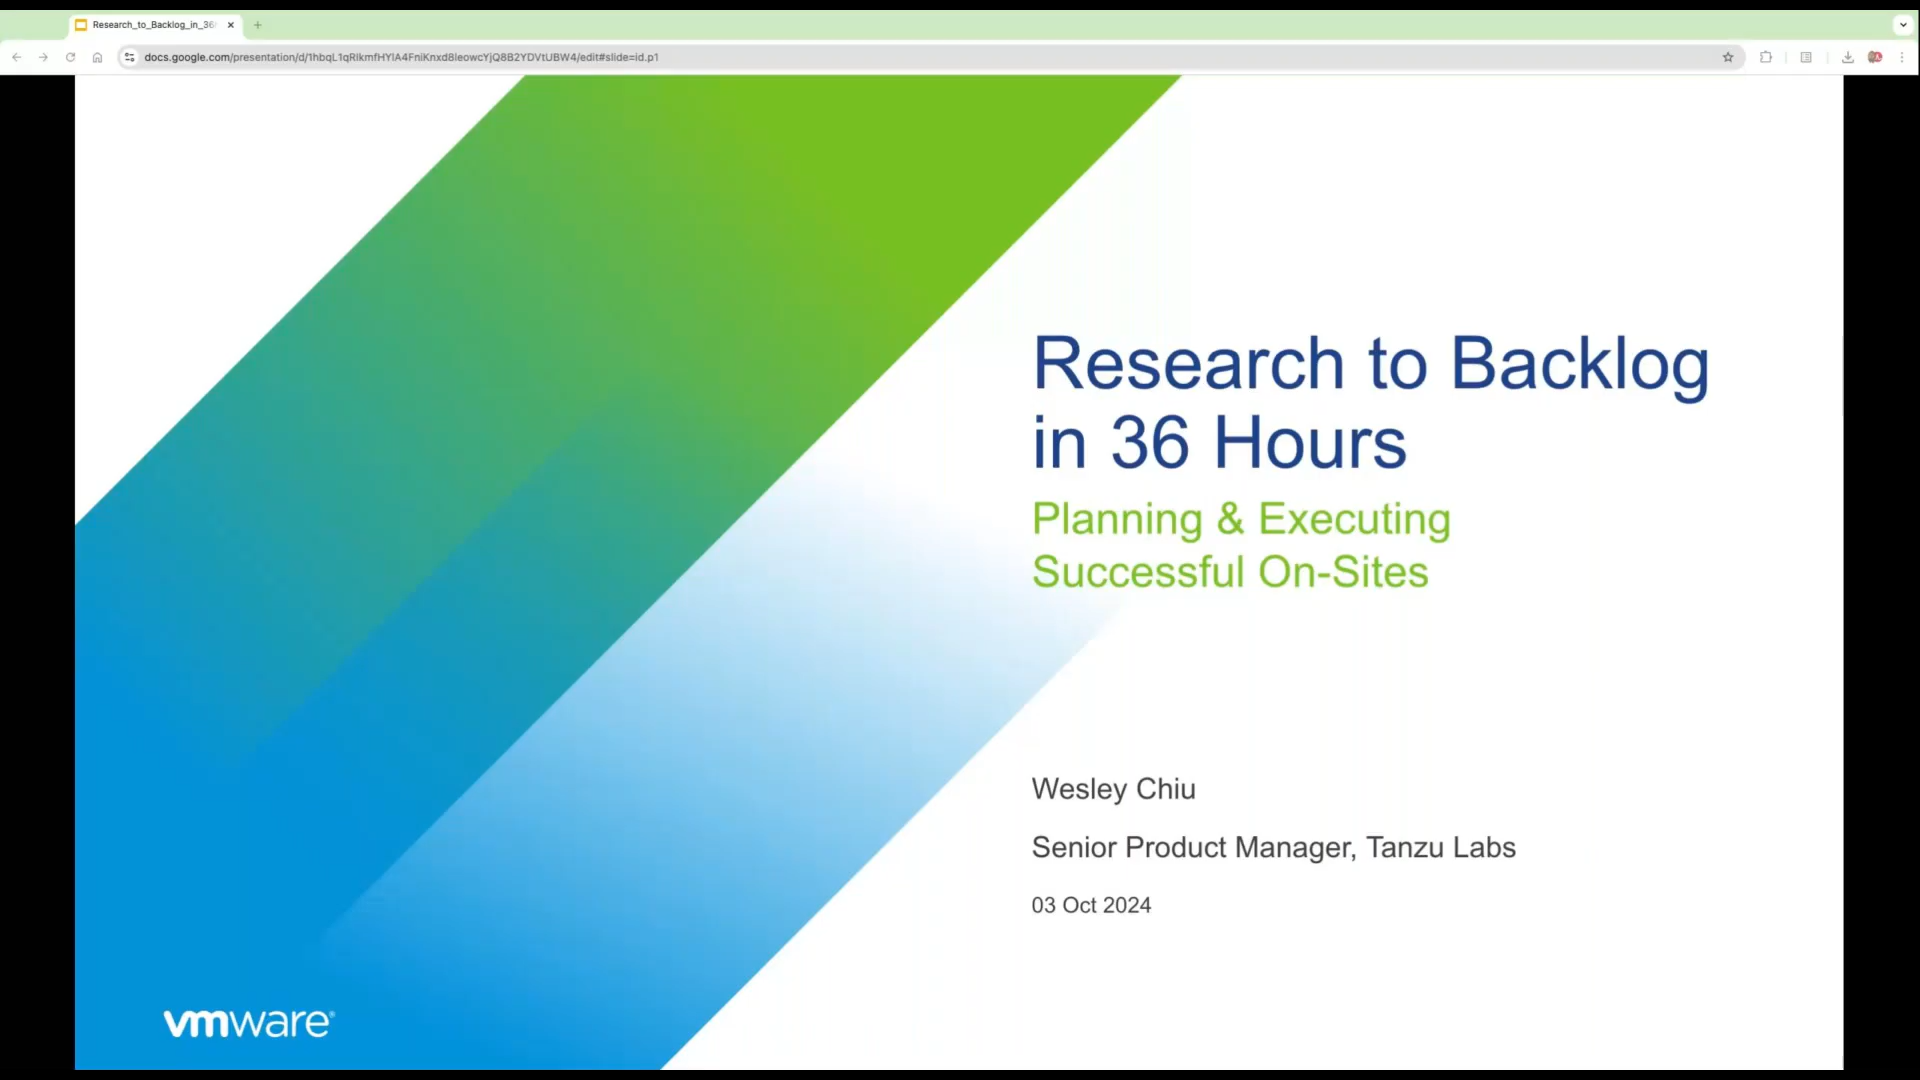 Research_to_Backlog_in_36
docs.google.com/presentation/d/1hbqL1qRlkmfHYlA4FniKnxd8leowcYjQ8B2YDVtUBW4/edit#slide=id.p1
Research to Backlog
in 36 Hours
Planning & Executing
Successful On-Sites
Wesley Chiu
Senior Product Manager, Tanzu Labs
03 Oct 2024
vmware®